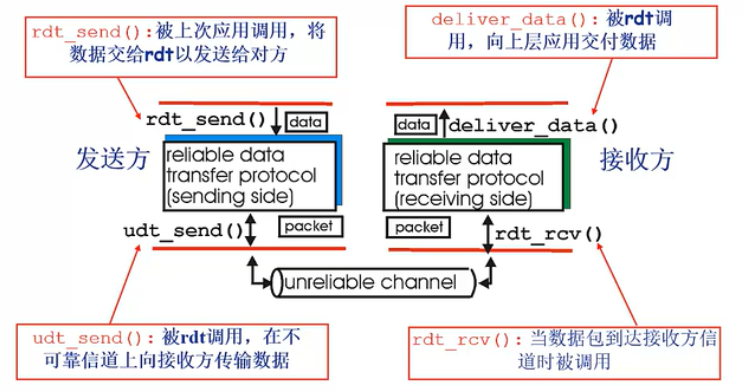 rdt_send()：被上次应用调用，将
数据交给rdt以发送给对方
deliver_data()：被rdt调
用，向上层应用交付数据
rdt_send()
data
data
deliver_data()
发送方
reliable data
transfer protocol
(sending side)
reliable data
transfer protocol
(receiving side)
接收方
udt_send()
packet
packet
rdt_rcv()
unreliable channel
udt_send()：被rdt调用，在不
可靠信道上向接收方传输数据
rdt_rcv()：当数据包到达接收方信
道时被调用